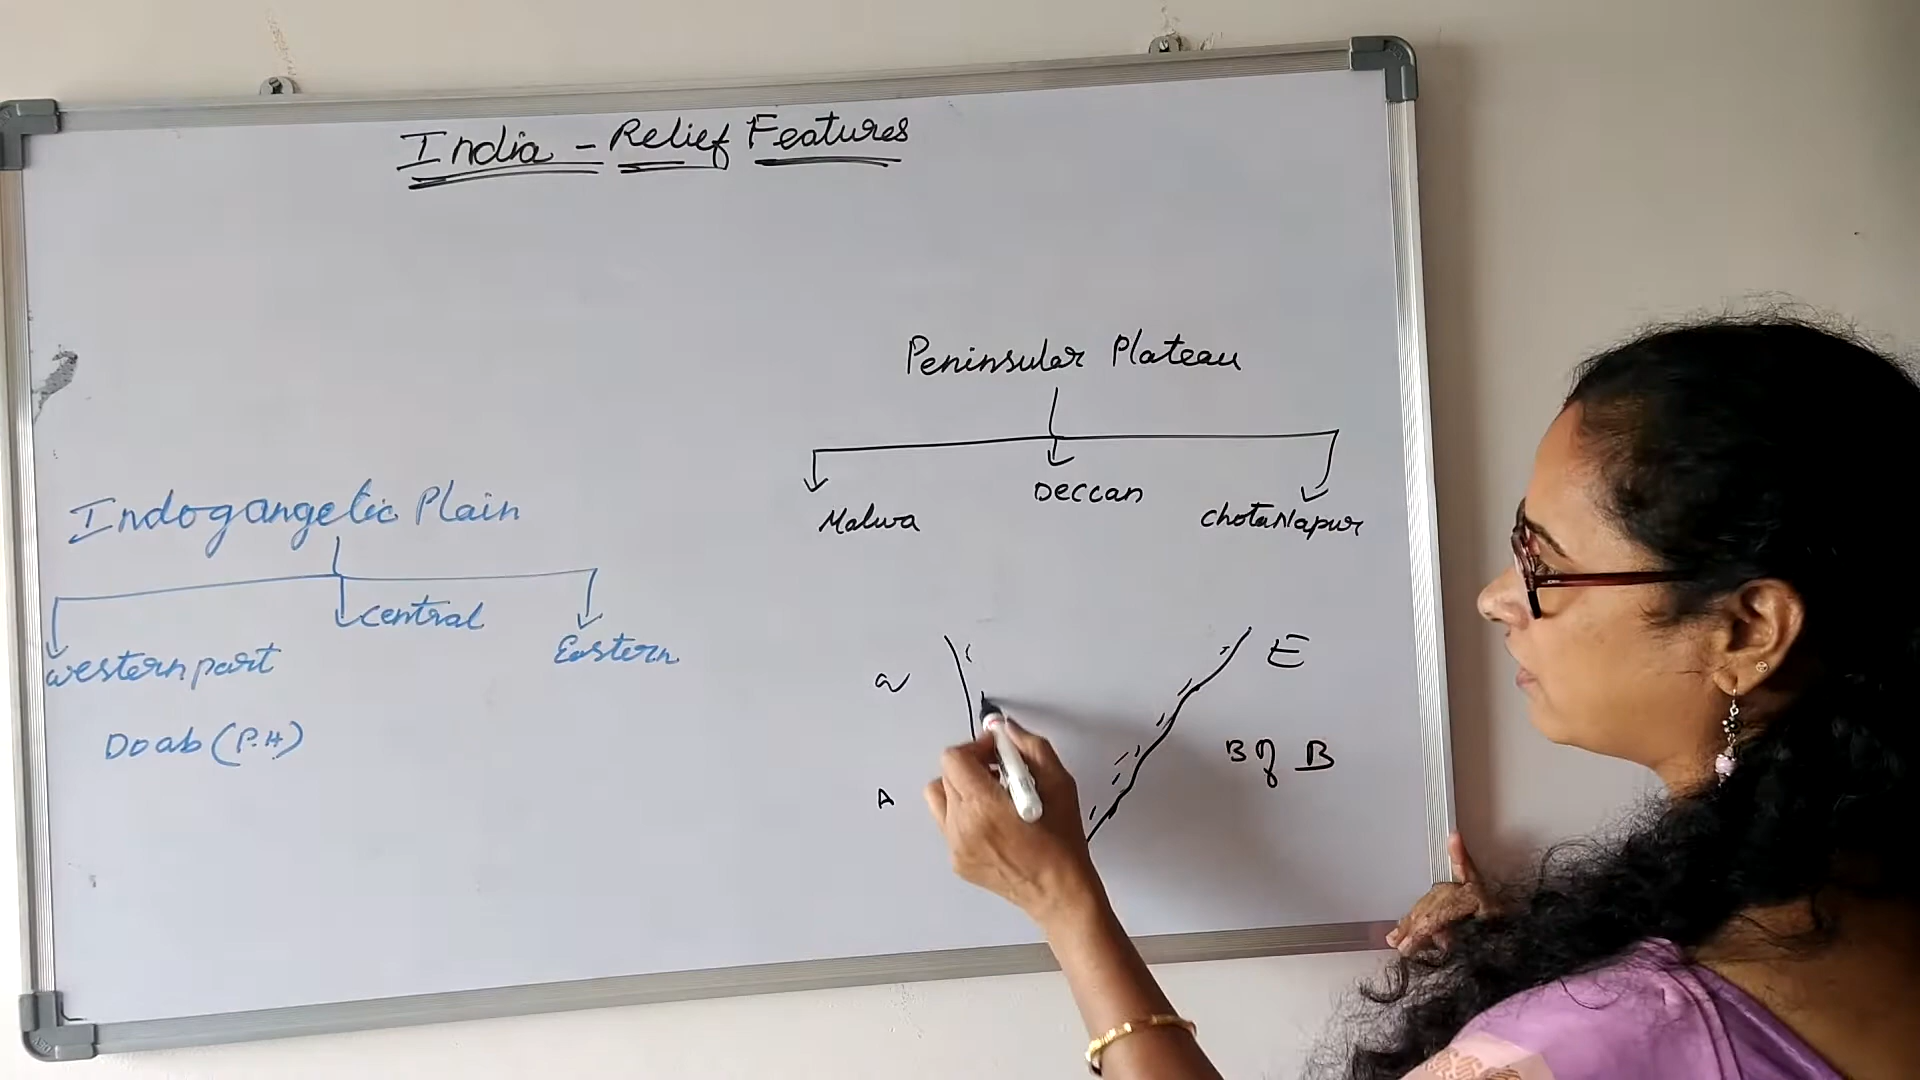 India - Relief Features
Peninsular Plateau
Malwa
Deccan
ChotaNapur
Indogangetic Plain
Western part
Central
Eastern
Doab (P.H)
W
E
A
B of B